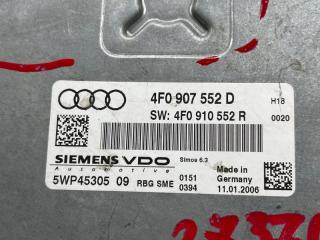 4F0 907 552 D
H18
SW: 4F0 910 552 R
0020
SIEMENS VDO
Simos 6.3
5WP45305 09
RBG SME
0151
0394
Made in
Germany
11.01.2006